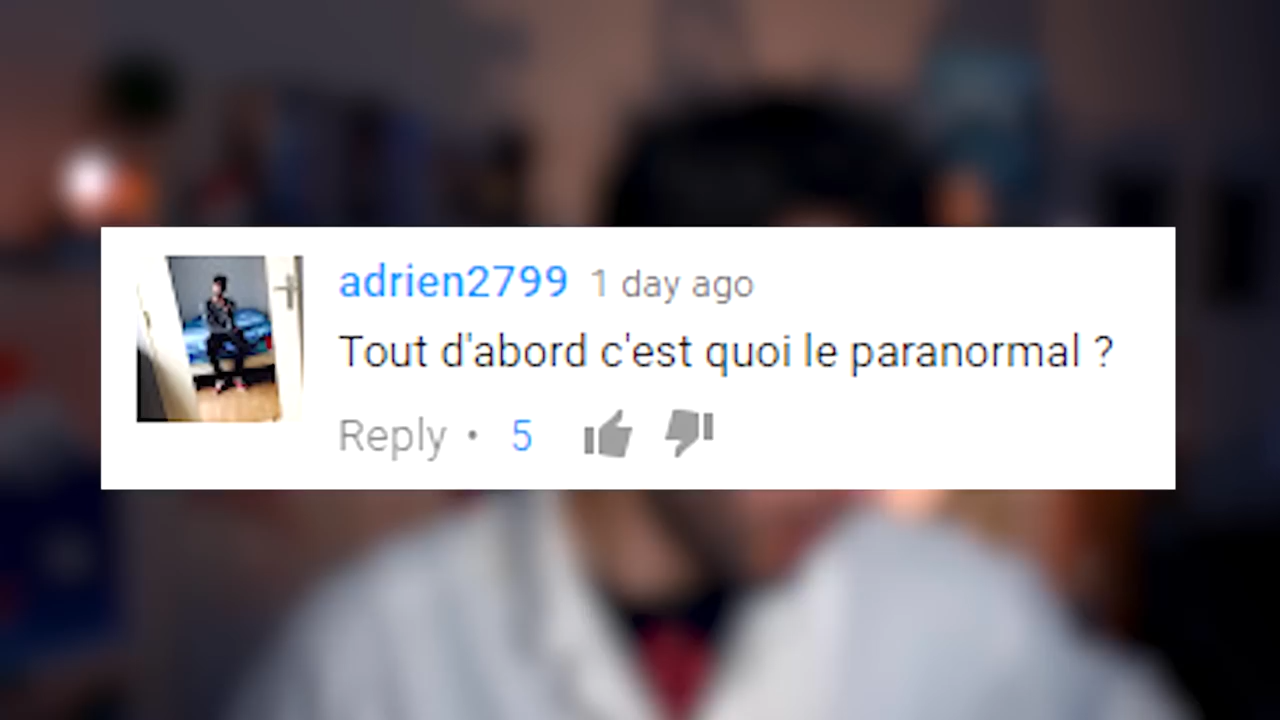 adrien2799 1 day ago
Tout d'abord c'est quoi le paranormal ?
Reply • 5